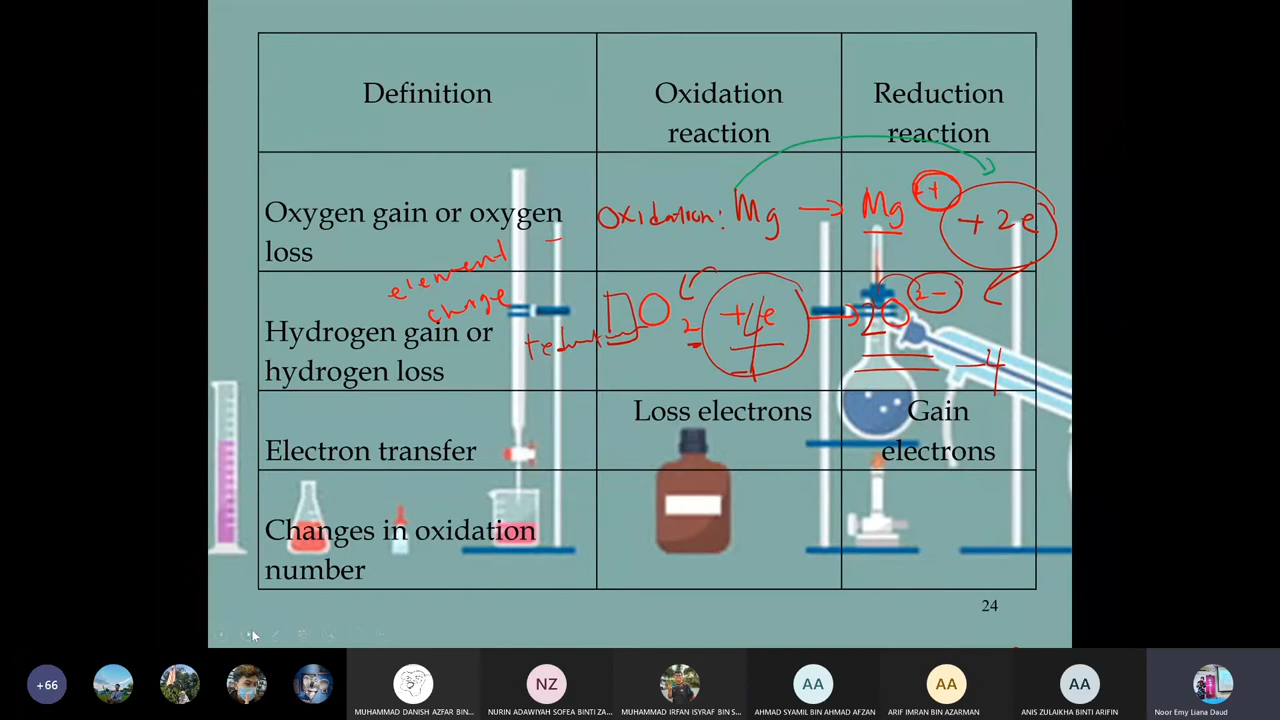 Definition
Oxidation
reaction
Reduction
reaction
Oxygen gain or oxygen
loss
Oxidation: Mg → Mg 2+ + 2e
element
charge
Hydrogen gain or
hydrogen loss
O2 +4e → 2O 2-
-4
Electron transfer
Loss electrons
Gain
electrons
Changes in oxidation
number
24
+66
NZ
AA
AA
AA
MUHAMMAD DANISH AZFAR BIN...
NURIN ADAWIYAH SOFEA BINTI ZA...
MUHAMMAD IRFAN ISYRAF BIN S...
AHMAD SYAMIL BIN AHMAD AFZAN
ARIF IMRAN BIN AZARMAN
ANIS ZULAIKHA BINTI ARIFIN
Noor Emy Liana Daud